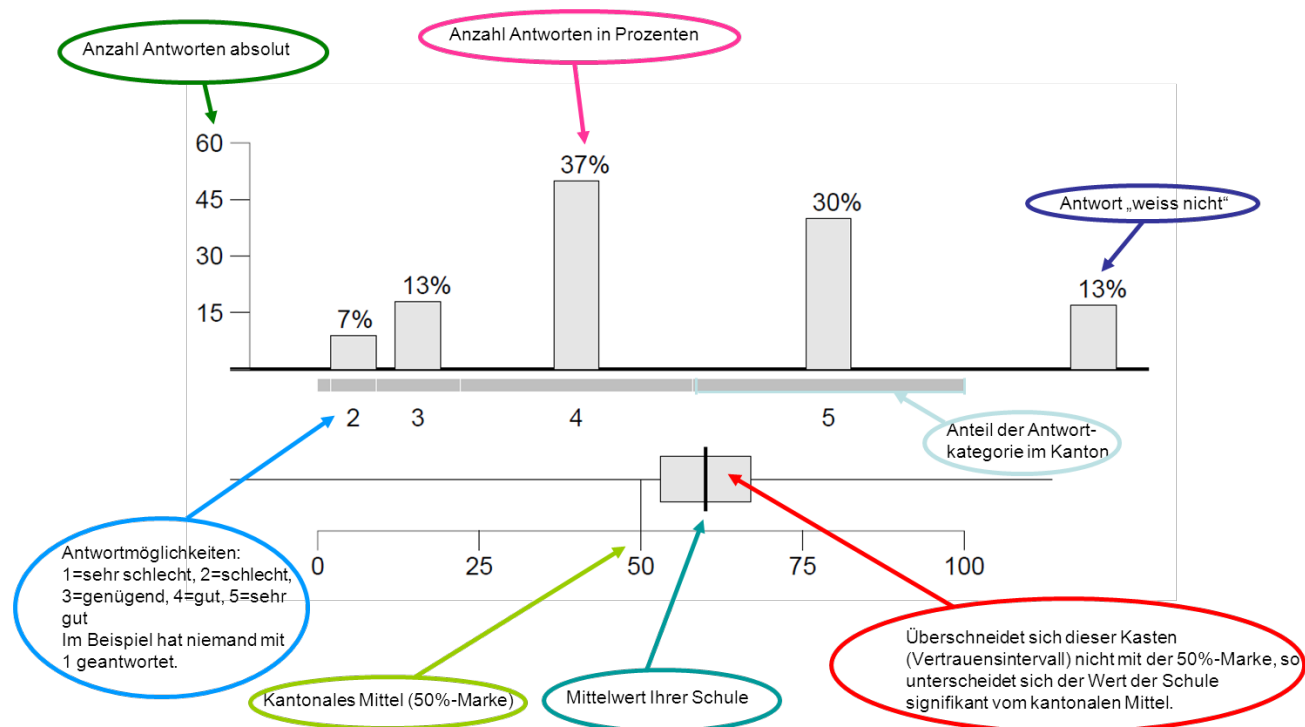 Anzahl Antworten absolut
Anzahl Antworten in Prozenten
60
45
30
15
7%
13%
37%
30%
13%
Antwort „weiss nicht“
2
3
4
5
Anteil der Antwort-
kategorie im Kanton
0
25
50
75
100
Antwortmöglichkeiten:
1=sehr schlecht, 2=schlecht,
3=genügend, 4=gut, 5=sehr
gut
Im Beispiel hat niemand mit
1 geantwortet.
Kantonales Mittel (50%-Marke)
Mittelwert Ihrer Schule
Überschneidet sich dieser Kasten
(Vertrauensintervall) nicht mit der 50%-Marke, so
unterscheidet sich der Wert der Schule
signifikant vom kantonalen Mittel.